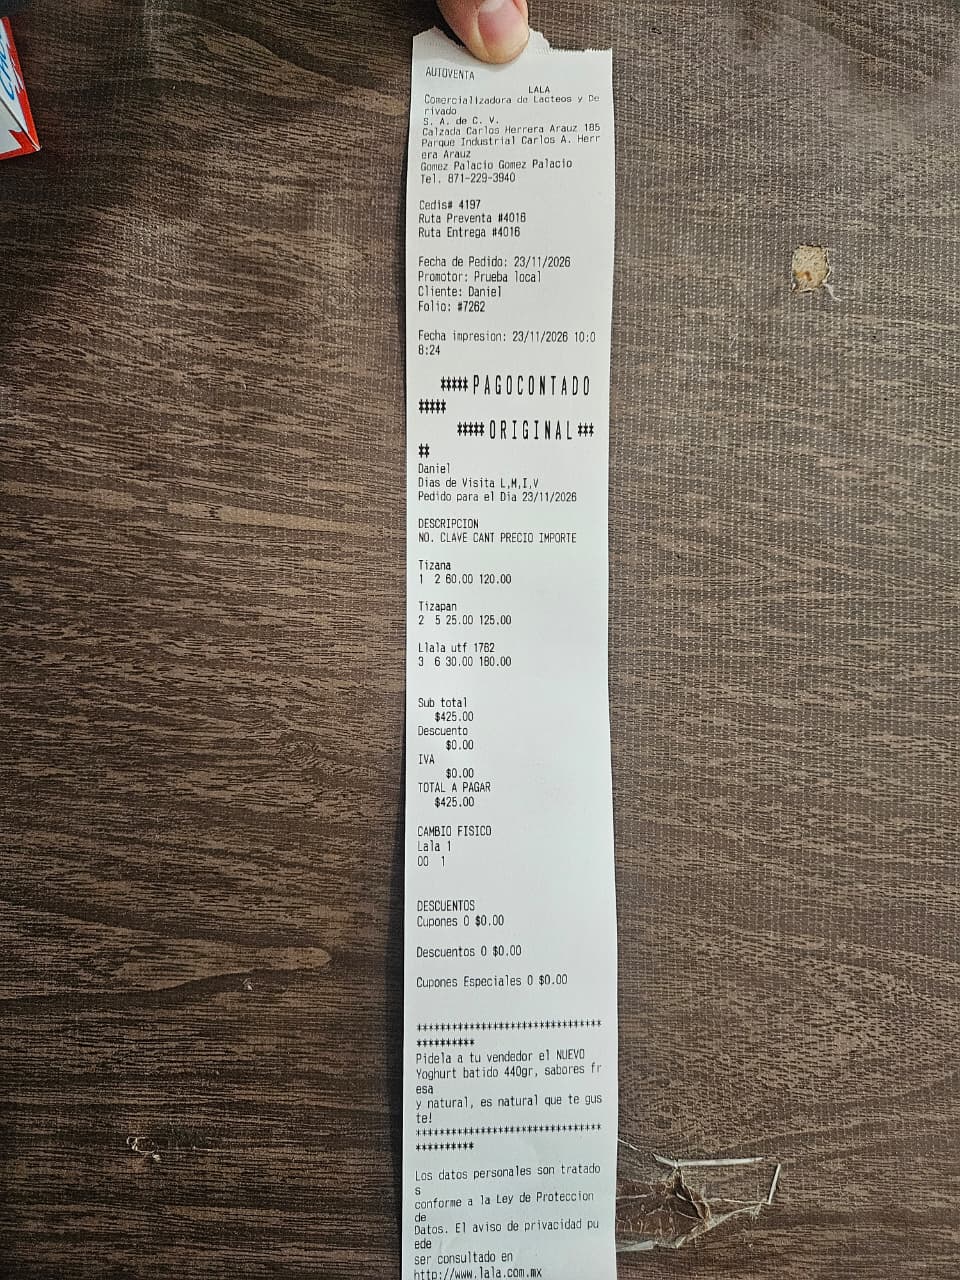 AUTOVENTA
LALA
Comercializadora de Lacteos y De
rivado
S. A. de C. V.
Calzada Carlos Herrera Arauz 185
Parque Industrial Carlos A. Herr
era Arauz
Gomez Palacio Gomez Palacio
Tel. 871-229-3940
Cedis# 4197
Ruta Preventa #4016
Ruta Entrega #4016
Fecha de Pedido: 23/11/2026
Promotor: Prueba local
Cliente: Daniel
Folio: #7262
Fecha impresion: 23/11/2026 10:0
8:24
*****PAGOCONTADO
*****
*****ORIGINAL***
**
Daniel
Dias de Visita L,M,I,V
Pedido para el Dia 23/11/2026
DESCRIPCION
NO. CLAVE CANT PRECIO IMPORTE
Tizana
1 2 60.00 120.00
Tizapan
2 5 25.00 125.00
Llala utf 1762
3 6 30.00 180.00
Sub total
$425.00
Descuento
$0.00
IVA
$0.00
TOTAL A PAGAR
$425.00
CAMBIO FISICO
Lala 1
00 1
DESCUENTOS
Cupones 0 $0.00
Descuentos 0 $0.00
Cupones Especiales 0 $0.00
********************************
**********
Pidela a tu vendedor el NUEVO
Yoghurt batido 440gr, sabores fr
esa
y natural, es natural que te gus
te!
********************************
**********
Los datos personales son tratado
s
conforme a la Ley de Proteccion
de
Datos. El aviso de privacidad pu
ede
ser consultado en
http://www.lala.com.mx